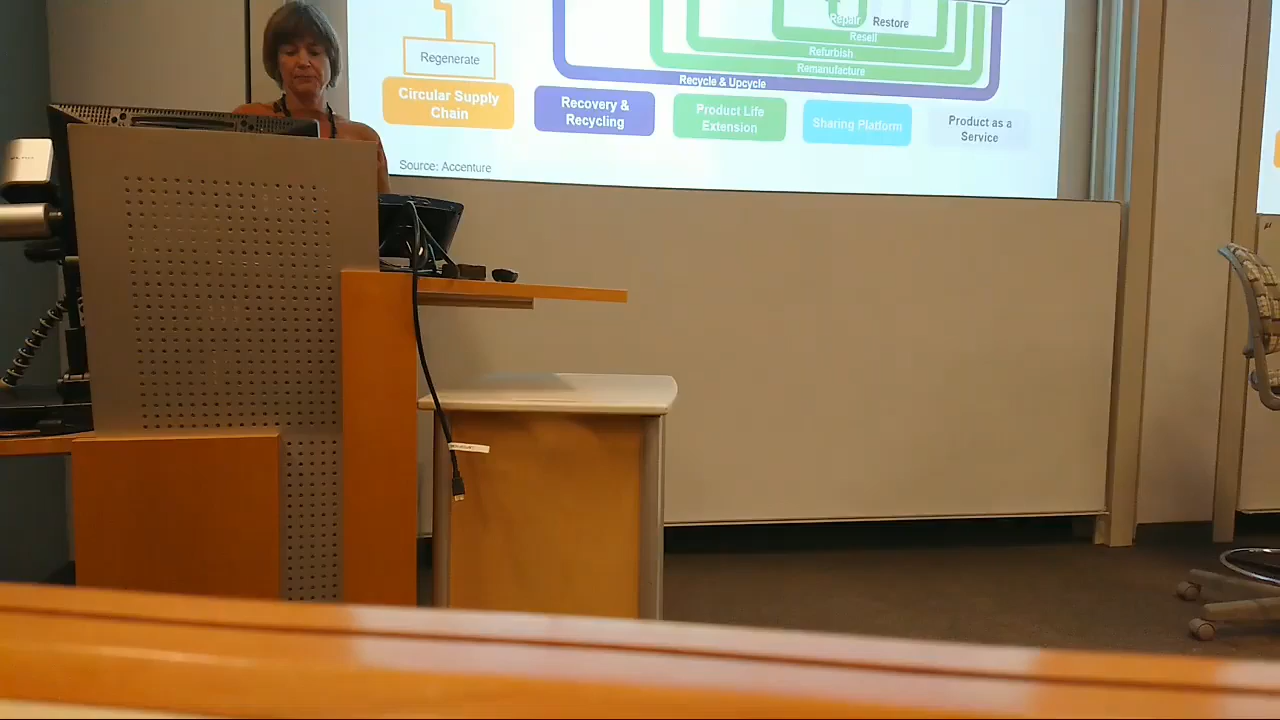 Repair
Restore
Resell
Refurbish
Remanufacture
Regenerate
Recycle & Upcycle
Circular Supply
Chain
Recovery &
Recycling
Product Life
Extension
Sharing Platform
Product as a
Service
Source: Accenture